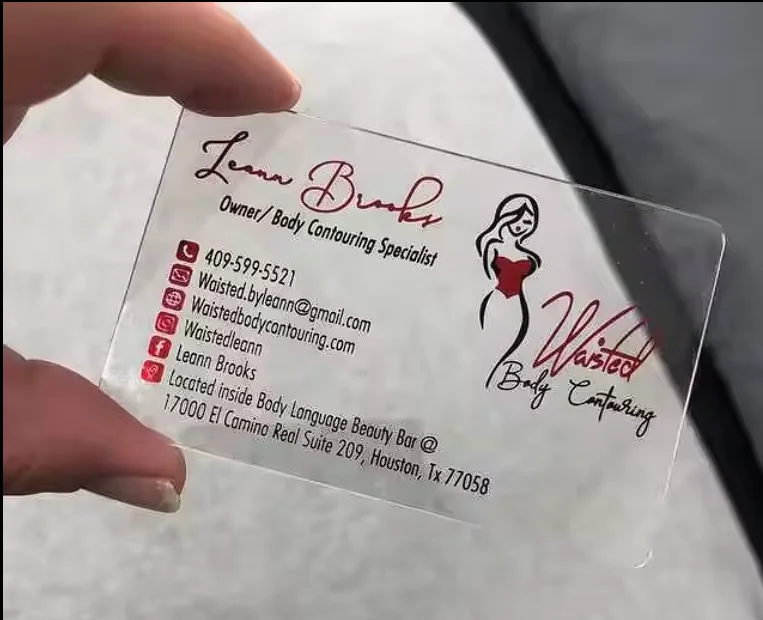 Leann Brooks
Owner/ Body Contouring Specialist
409-599-5521
Waisted.byleann@gmail.com
Waistedbodycontouring.com
Waistedleann
Leann Brooks
Located inside Body Language Beauty Bar @
17000 El Camino Real Suite 209, Houston, Tx 77058
Waisted
Body Contouring